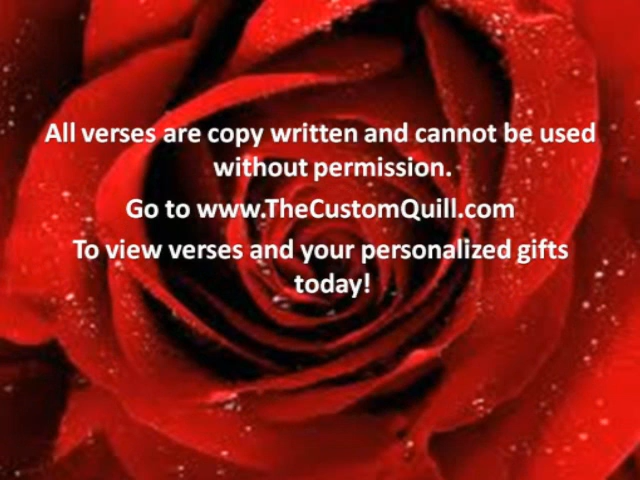 All verses are copy written and cannot be used
without permission.
Go to www.TheCustomQuill.com
To view verses and your personalized gifts
today!